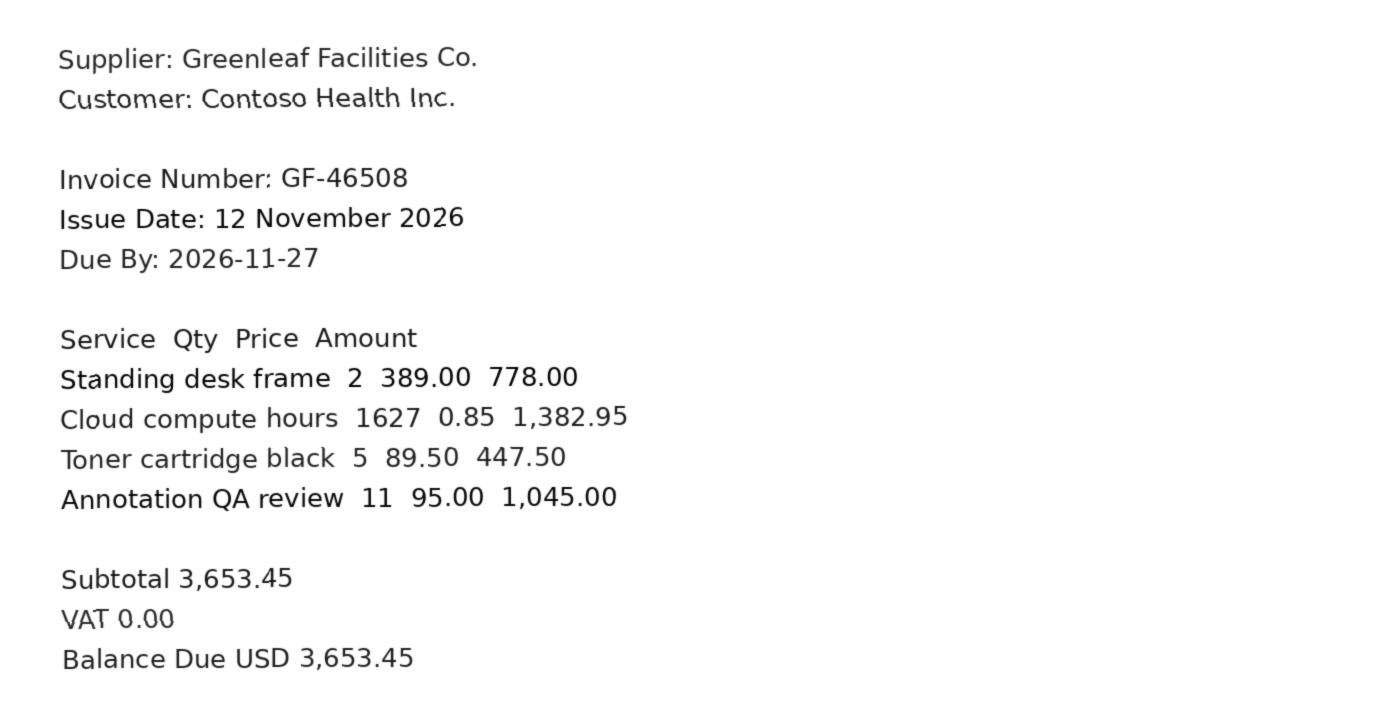 Supplier: Greenleaf Facilities Co.
Customer: Contoso Health Inc.
Invoice Number: GF-46508
Issue Date: 12 November 2026
Due By: 2026-11-27
Service Qty Price Amount
Standing desk frame 2 389.00 778.00
Cloud compute hours 1627 0.85 1,382.95
Toner cartridge black 5 89.50 447.50
Annotation QA review 11 95.00 1,045.00
Subtotal 3,653.45
VAT 0.00
Balance Due USD 3,653.45